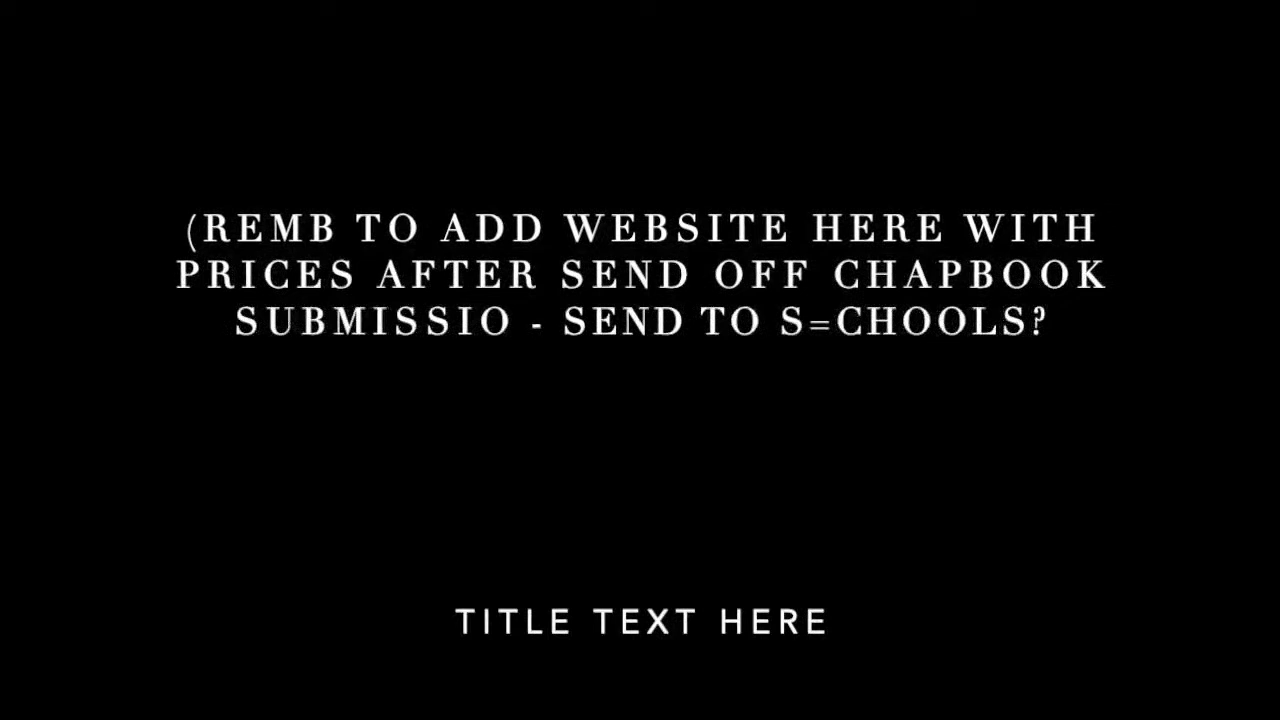 (REMB TO ADD WEBSITE HERE WITH
PRICES AFTER SEND OFF CHAPBOOK
SUBMISSIO - SEND TO S=CHOOLS?
TITLE TEXT HERE